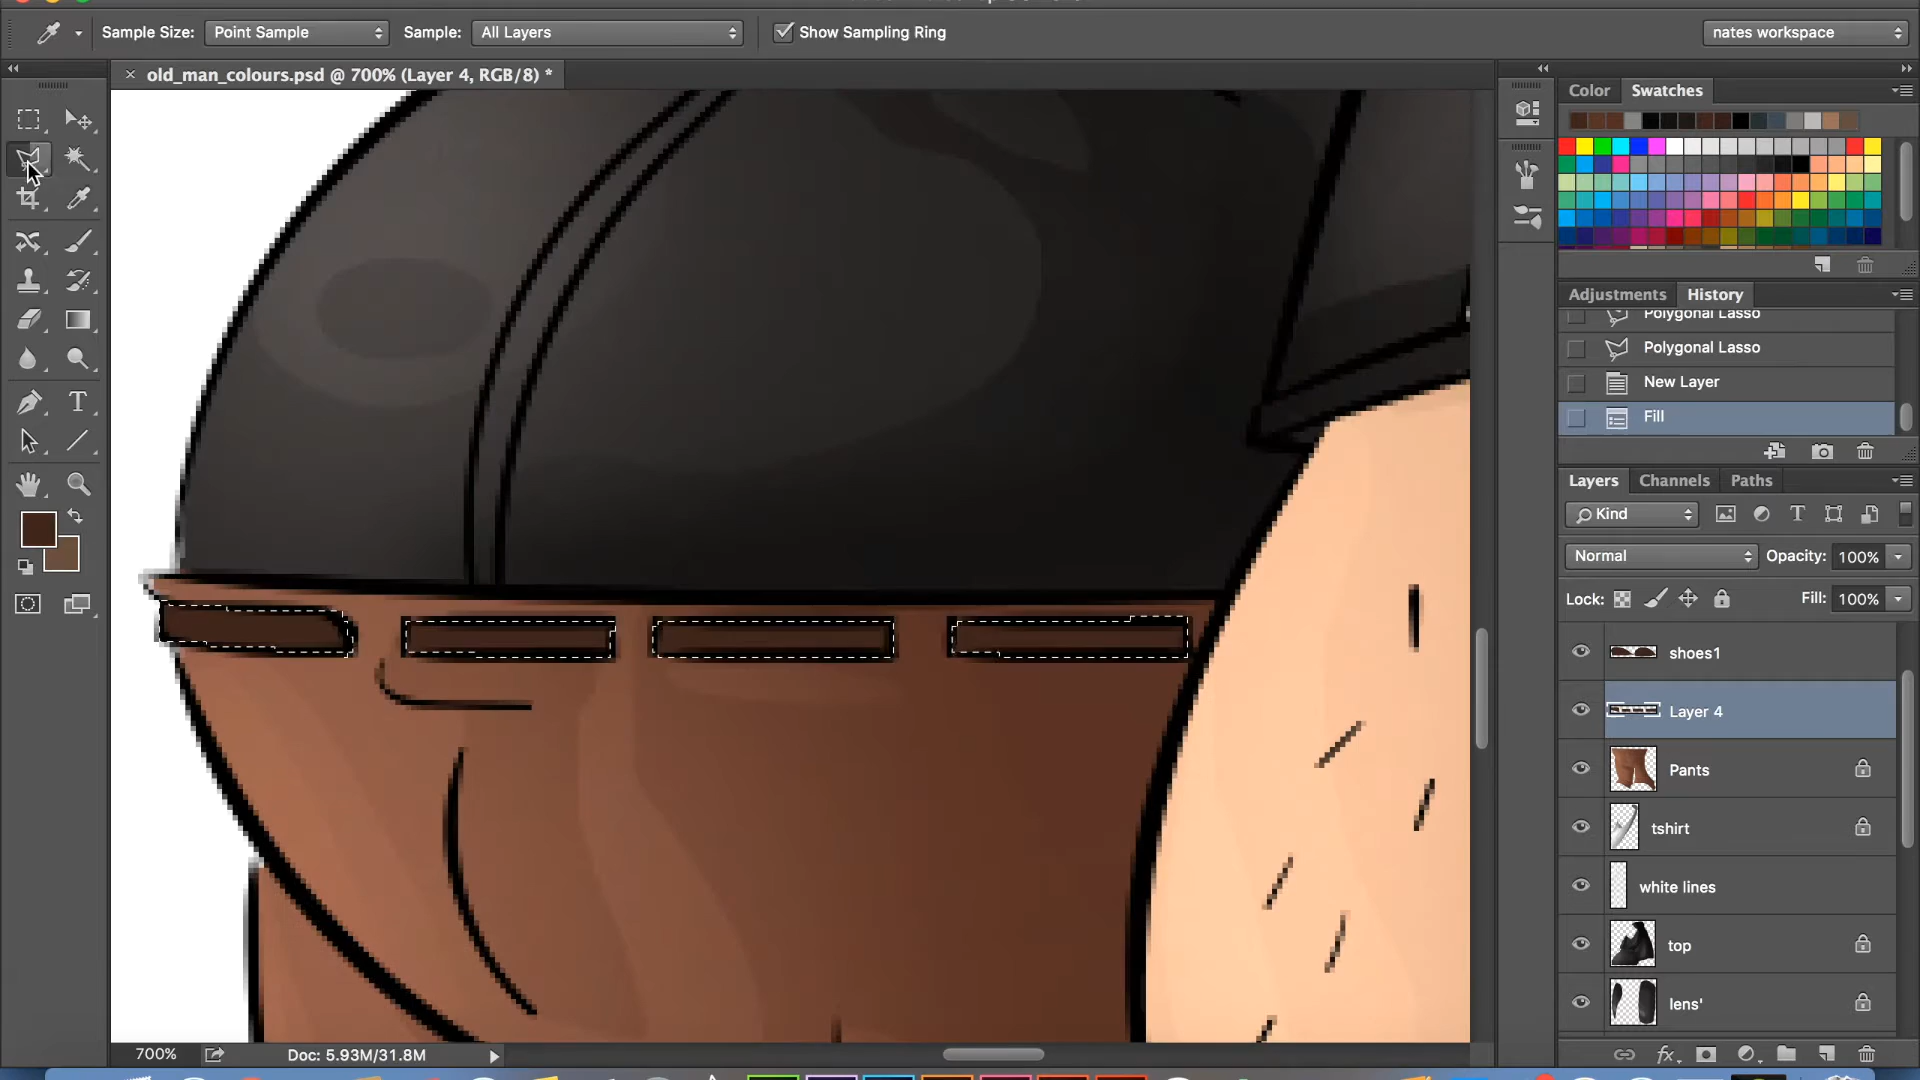 Sample Size: Point Sample Sample: All Layers Show Sampling Ring nates workspace
× old_man_colours.psd @ 700% (Layer 4, RGB/8) *
Color Swatches
Adjustments History
Polygonal Lasso
Polygonal Lasso
New Layer
Fill
Layers Channels Paths
Kind
Normal Opacity: 100%
Lock: Fill: 100%
shoes1
Layer 4
Pants
tshirt
white lines
top
lens'
700% Doc: 5.93M/31.8M